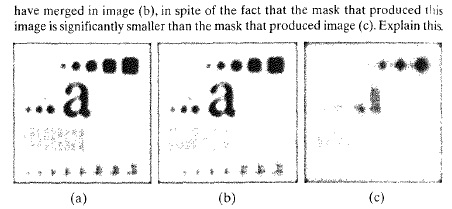 have merged in image (b), in spite of the fact that the mask that produced this
image is significantly smaller than the mask that produced image (c). Explain this.
a a
(a) (b) (c)